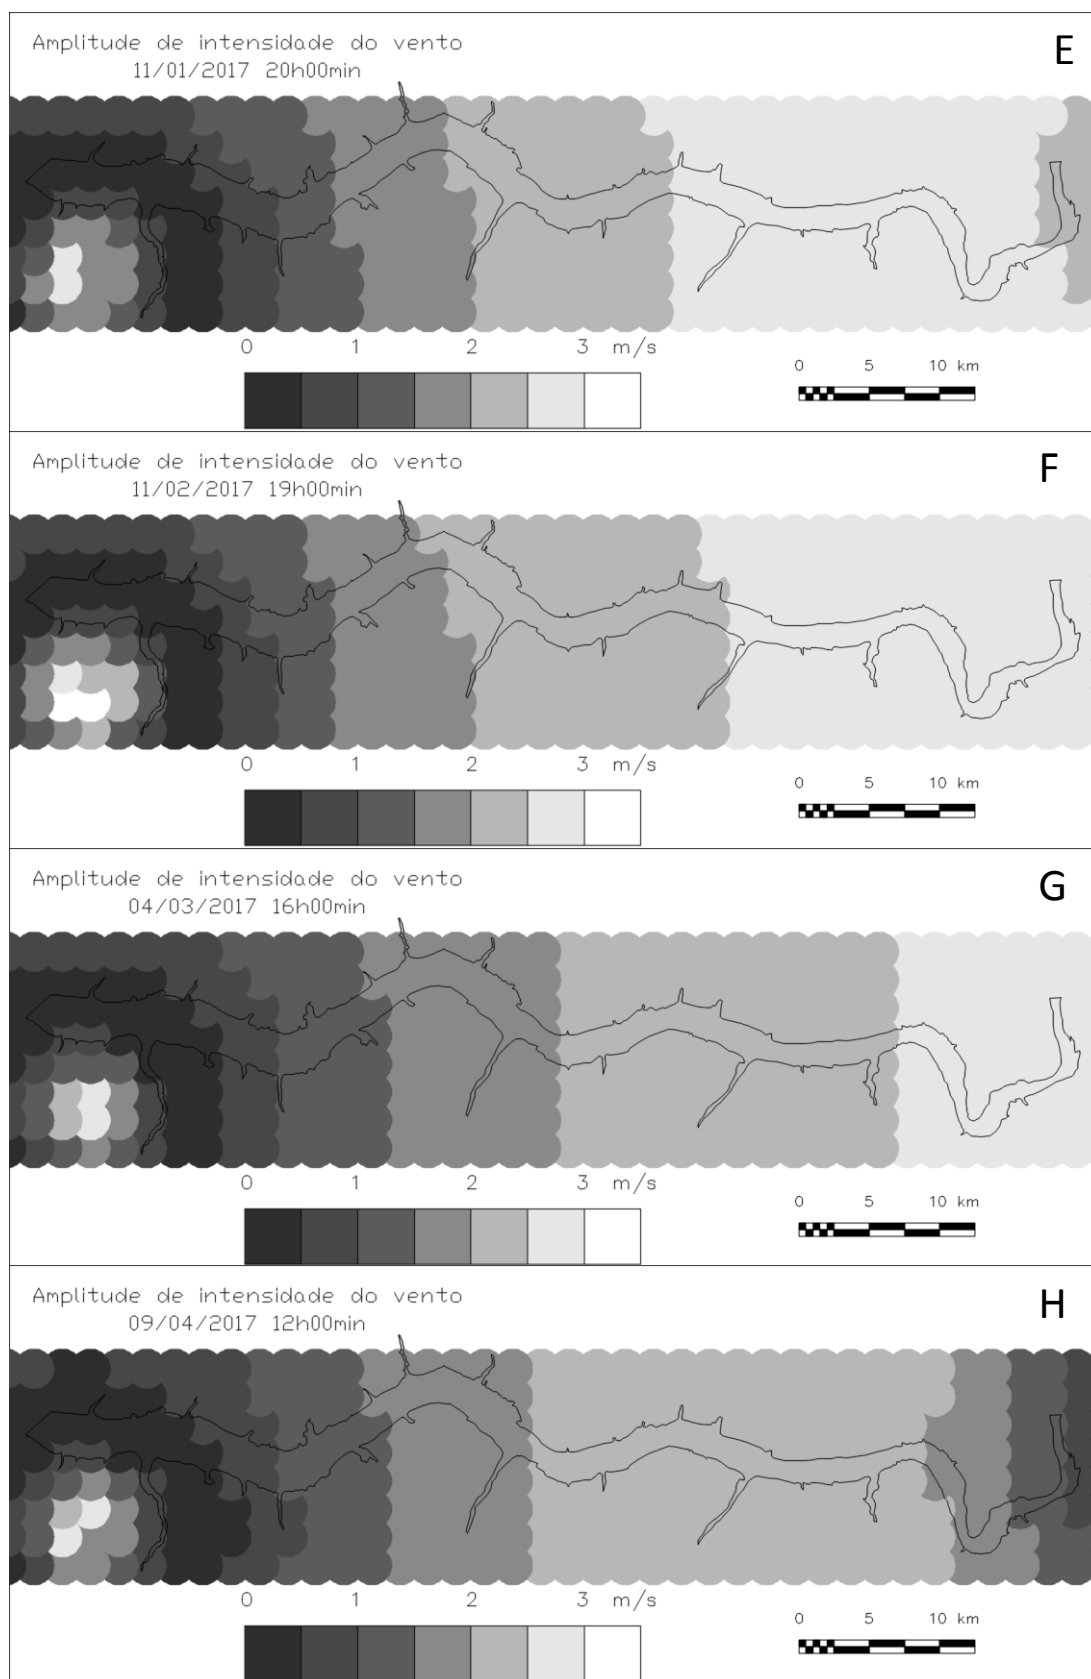 Amplitude de intensidade do vento
E
11/01/2017 20h00min
0 1 2 3 m/s
0 5 10 km
Amplitude de intensidade do vento
F
11/02/2017 19h00min
0 1 2 3 m/s
0 5 10 km
Amplitude de intensidade do vento
G
04/03/2017 16h00min
0 1 2 3 m/s
0 5 10 km
Amplitude de intensidade do vento
H
09/04/2017 12h00min
0 1 2 3 m/s
0 5 10 km